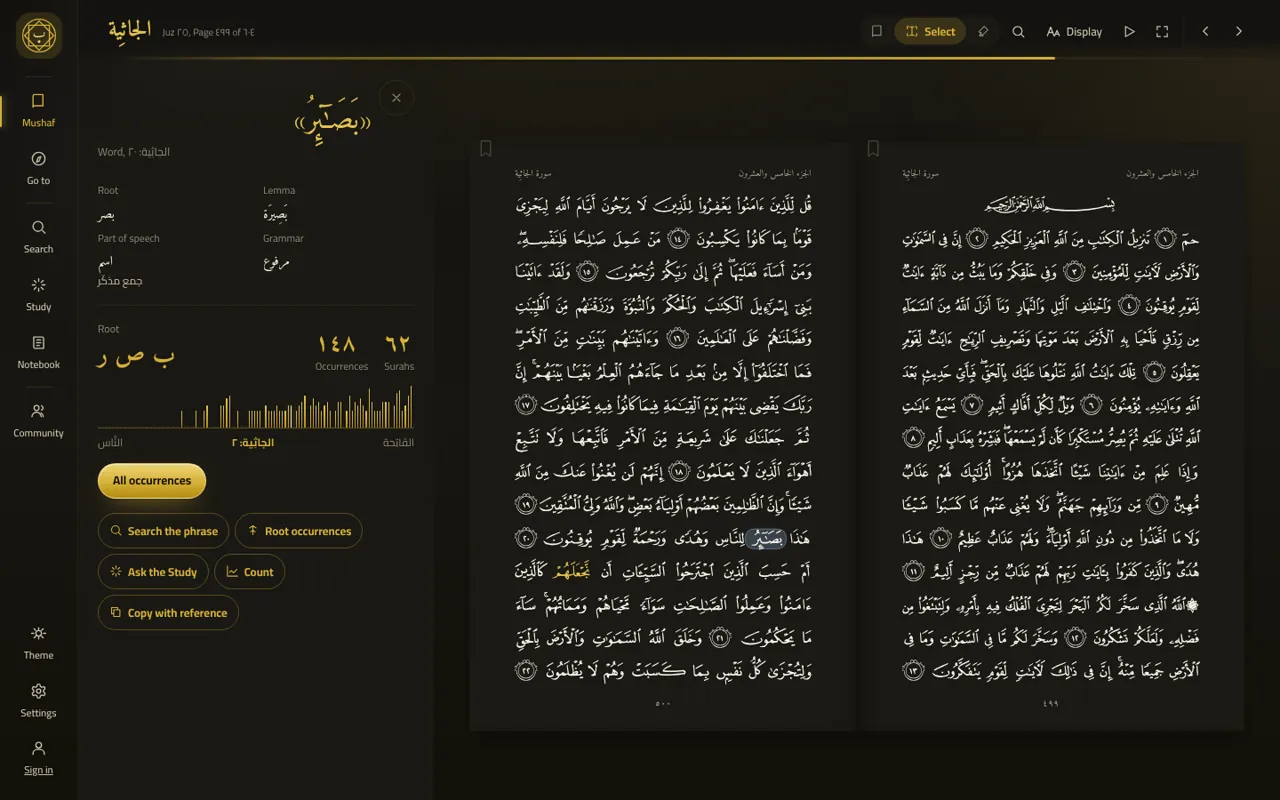 الجاثِية
Juz ٢٥, Page ٤٩٩ of ٦٠٤
Select
Display
Mushaf
Go to
Search
Study
Notebook
Community
Theme
Settings
Sign in
((بَصَـٰٓئِرُ))
Word, الجاثية: ٢٠
Root
Lemma
بصر
بَصِيرَة
Part of speech
Grammar
اسم
مرفوع
جمع مذكّر
Root
ب ص ر
١٤٨
Occurrences
٦٢
Surahs
الفَاتِحة
الجاثية: ٢
النَّاس
All occurrences
Search the phrase
Root occurrences
Ask the Study
Count
Copy with reference
الجزء الخامس والعشرون
سورة الجاثية
بِسْمِ ٱللَّهِ ٱلرَّحْمَٰنِ ٱلرَّحِيمِ
حمٓ ١ تَنزِيلُ ٱلْكِتَٰبِ مِنَ ٱللَّهِ ٱلْعَزِيزِ ٱلْحَكِيمِ ٢ إِنَّ فِى ٱلسَّمَٰوَٰتِ
وَٱلْأَرْضِ لَءَايَٰتٍ لِّلْمُؤْمِنِينَ ٣ وَفِى خَلْقِكُمْ وَمَا يَبُثُّ مِن دَآبَّةٍ ءَايَٰتٌ
لِّقَوْمٍ يُوقِنُونَ ٤ وَٱخْتِلَٰفِ ٱلَّيْلِ وَٱلنَّهَارِ وَمَآ أَنزَلَ ٱللَّهُ مِنَ ٱلسَّمَآءِ
مِن رِّزْقٍ فَأَحْيَا بِهِ ٱلْأَرْضَ بَعْدَ مَوْتِهَا وَتَصْرِيفِ ٱلرِّيَٰحِ ءَايَٰتٌ لِّقَوْمٍ
يَعْقِلُونَ ٥ تِلْكَ ءَايَٰتُ ٱللَّهِ نَتْلُوهَا عَلَيْكَ بِٱلْحَقِّ فَبِأَىِّ حَدِيثٍۭ بَعْدَ
ٱللَّهِ وَءَايَٰتِهِۦ يُؤْمِنُونَ ٦ وَيْلٌ لِّكُلِّ أَفَّاكٍ أَثِيمٍ ٧ يَسْمَعُ ءَايَٰتِ
ٱللَّهِ تُتْلَىٰ عَلَيْهِ ثُمَّ يُصِرُّ مُسْتَكْبِرًا كَأَن لَّمْ يَسْمَعْهَا فَبَشِّرْهُ بِعَذَابٍ أَلِيمٍ ٨
وَإِذَا عَلِمَ مِنْ ءَايَٰتِنَا شَيْـًٔا ٱتَّخَذَهَا هُزُوًا أُو۟لَٰٓئِكَ لَهُمْ عَذَابٌ
مُّهِينٌ ٩ مِّن وَرَآئِهِمْ جَهَنَّمُ وَلَا يُغْنِى عَنْهُم مَّا كَسَبُوا۟ شَيْـًٔا
وَلَا مَا ٱتَّخَذُوا۟ مِن دُونِ ٱللَّهِ أَوْلِيَآءَ وَلَهُمْ عَذَابٌ عَظِيمٌ ١٠ هَٰذَا
هُدًى وَٱلَّذِينَ كَفَرُوا۟ بِـَٔايَٰتِ رَبِّهِمْ لَهُمْ عَذَابٌ مِّن رِّجْزٍ أَلِيمٌ ١١
۞ٱللَّهُ ٱلَّذِى سَخَّرَ لَكُمُ ٱلْبَحْرَ لِتَجْرِىَ ٱلْفُلْكُ فِيهِ بِأَمْرِهِۦ وَلِتَبْتَغُوا۟ مِن
فَضْلِهِۦ وَلَعَلَّكُمْ تَشْكُرُونَ ١٢ وَسَخَّرَ لَكُم مَّا فِى ٱلسَّمَٰوَٰتِ وَمَا فِى
ٱلْأَرْضِ جَمِيعًا مِّنْهُ إِنَّ فِى ذَٰلِكَ لَءَايَٰتٍ لِّقَوْمٍ يَتَفَكَّرُونَ ١٣
٤٩٩
الجزء الخامس والعشرون
سورة الجاثية
قُل لِّلَّذِينَ ءَامَنُوا۟ يَغْفِرُوا۟ لِلَّذِينَ لَا يَرْجُونَ أَيَّامَ ٱللَّهِ لِيَجْزِىَ
قَوْمًۢا بِمَا كَانُوا۟ يَكْسِبُونَ ١٤ مَنْ عَمِلَ صَٰلِحًا فَلِنَفْسِهِۦ
وَمَنْ أَسَآءَ فَعَلَيْهَا ثُمَّ إِلَىٰ رَبِّكُمْ تُرْجَعُونَ ١٥ وَلَقَدْ ءَاتَيْنَا
بَنِىٓ إِسْرَٰٓءِيلَ ٱلْكِتَٰبَ وَٱلْحُكْمَ وَٱلنُّبُوَّةَ وَرَزَقْنَٰهُم مِّنَ ٱلطَّيِّبَٰتِ
وَفَضَّلْنَٰهُمْ عَلَى ٱلْعَٰلَمِينَ ١٦ وَءَاتَيْنَٰهُم بَيِّنَٰتٍ مِّنَ ٱلْأَمْرِ
فَمَا ٱخْتَلَفُوٓا۟ إِلَّا مِنۢ بَعْدِ مَا جَآءَهُمُ ٱلْعِلْمُ بَغْيًۢا بَيْنَهُمْ إِنَّ
رَبَّكَ يَقْضِى بَيْنَهُمْ يَوْمَ ٱلْقِيَٰمَةِ فِيمَا كَانُوا۟ فِيهِ يَخْتَلِفُونَ ١٧
ثُمَّ جَعَلْنَٰكَ عَلَىٰ شَرِيعَةٍ مِّنَ ٱلْأَمْرِ فَٱتَّبِعْهَا وَلَا تَتَّبِعْ
أَهْوَآءَ ٱلَّذِينَ لَا يَعْلَمُونَ ١٨ إِنَّهُمْ لَن يُغْنُوا۟ عَنكَ مِنَ ٱللَّهِ
شَيْـًٔا وَإِنَّ ٱلظَّٰلِمِينَ بَعْضُهُمْ أَوْلِيَآءُ بَعْضٍ وَٱللَّهُ وَلِىُّ ٱلْمُتَّقِينَ ١٩
هَٰذَا بَصَٰٓئِرُ لِلنَّاسِ وَهُدًى وَرَحْمَةٌ لِّقَوْمٍ يُوقِنُونَ ٢٠
أَمْ حَسِبَ ٱلَّذِينَ ٱجْتَرَحُوا۟ ٱلسَّيِّـَٔاتِ أَن نَّجْعَلَهُمْ كَٱلَّذِينَ
ءَامَنُوا۟ وَعَمِلُوا۟ ٱلصَّٰلِحَٰتِ سَوَآءً مَّحْيَاهُمْ وَمَمَاتُهُمْ سَآءَ
مَا يَحْكُمُونَ ٢١ وَخَلَقَ ٱللَّهُ ٱلسَّمَٰوَٰتِ وَٱلْأَرْضَ بِٱلْحَقِّ
وَلِتُجْزَىٰ كُلُّ نَفْسٍۭ بِمَا كَسَبَتْ وَهُمْ لَا يُظْلَمُونَ ٢٢
٥٠٠